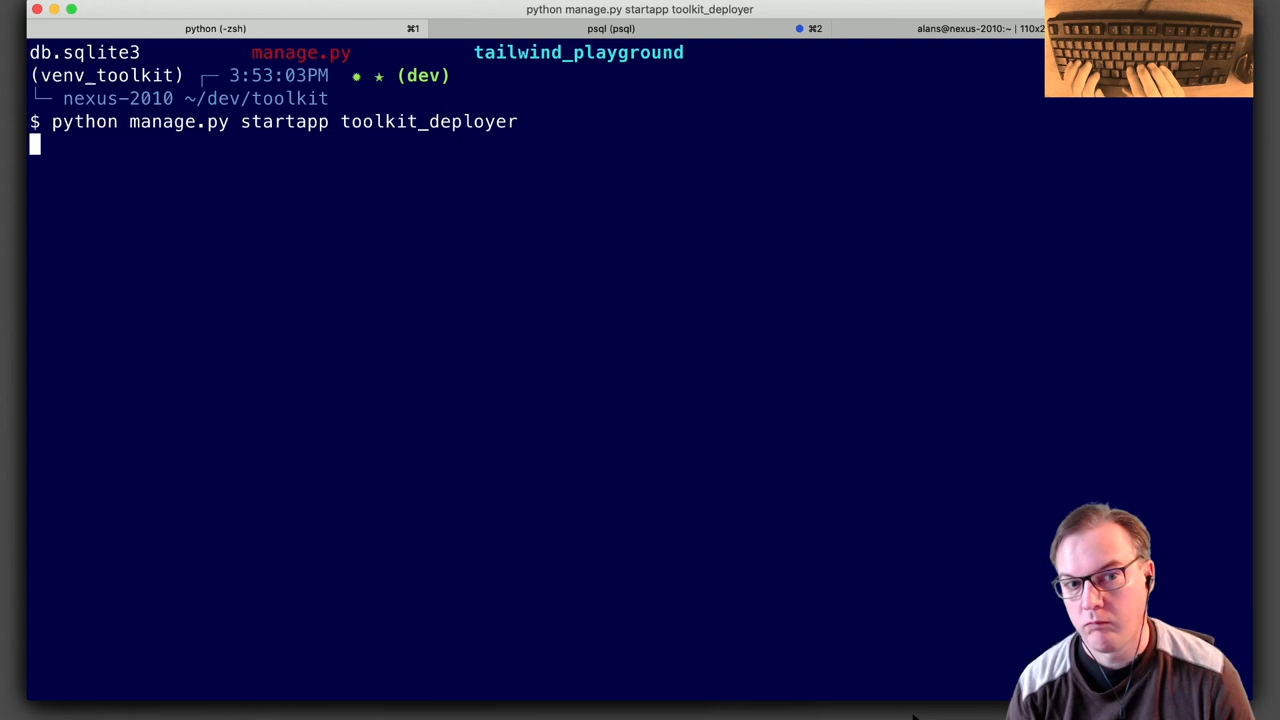 python manage.py startapp toolkit_deployer
python (-zsh) ⌘1 psql (psql) ⌘2 alans@nexus-2010:~ | 110x2
db.sqlite3 manage.py tailwind_playground
(venv_toolkit) ┌─ 3:53:03PM ✹ ★ (dev)
└─ nexus-2010 ~/dev/toolkit
$ python manage.py startapp toolkit_deployer